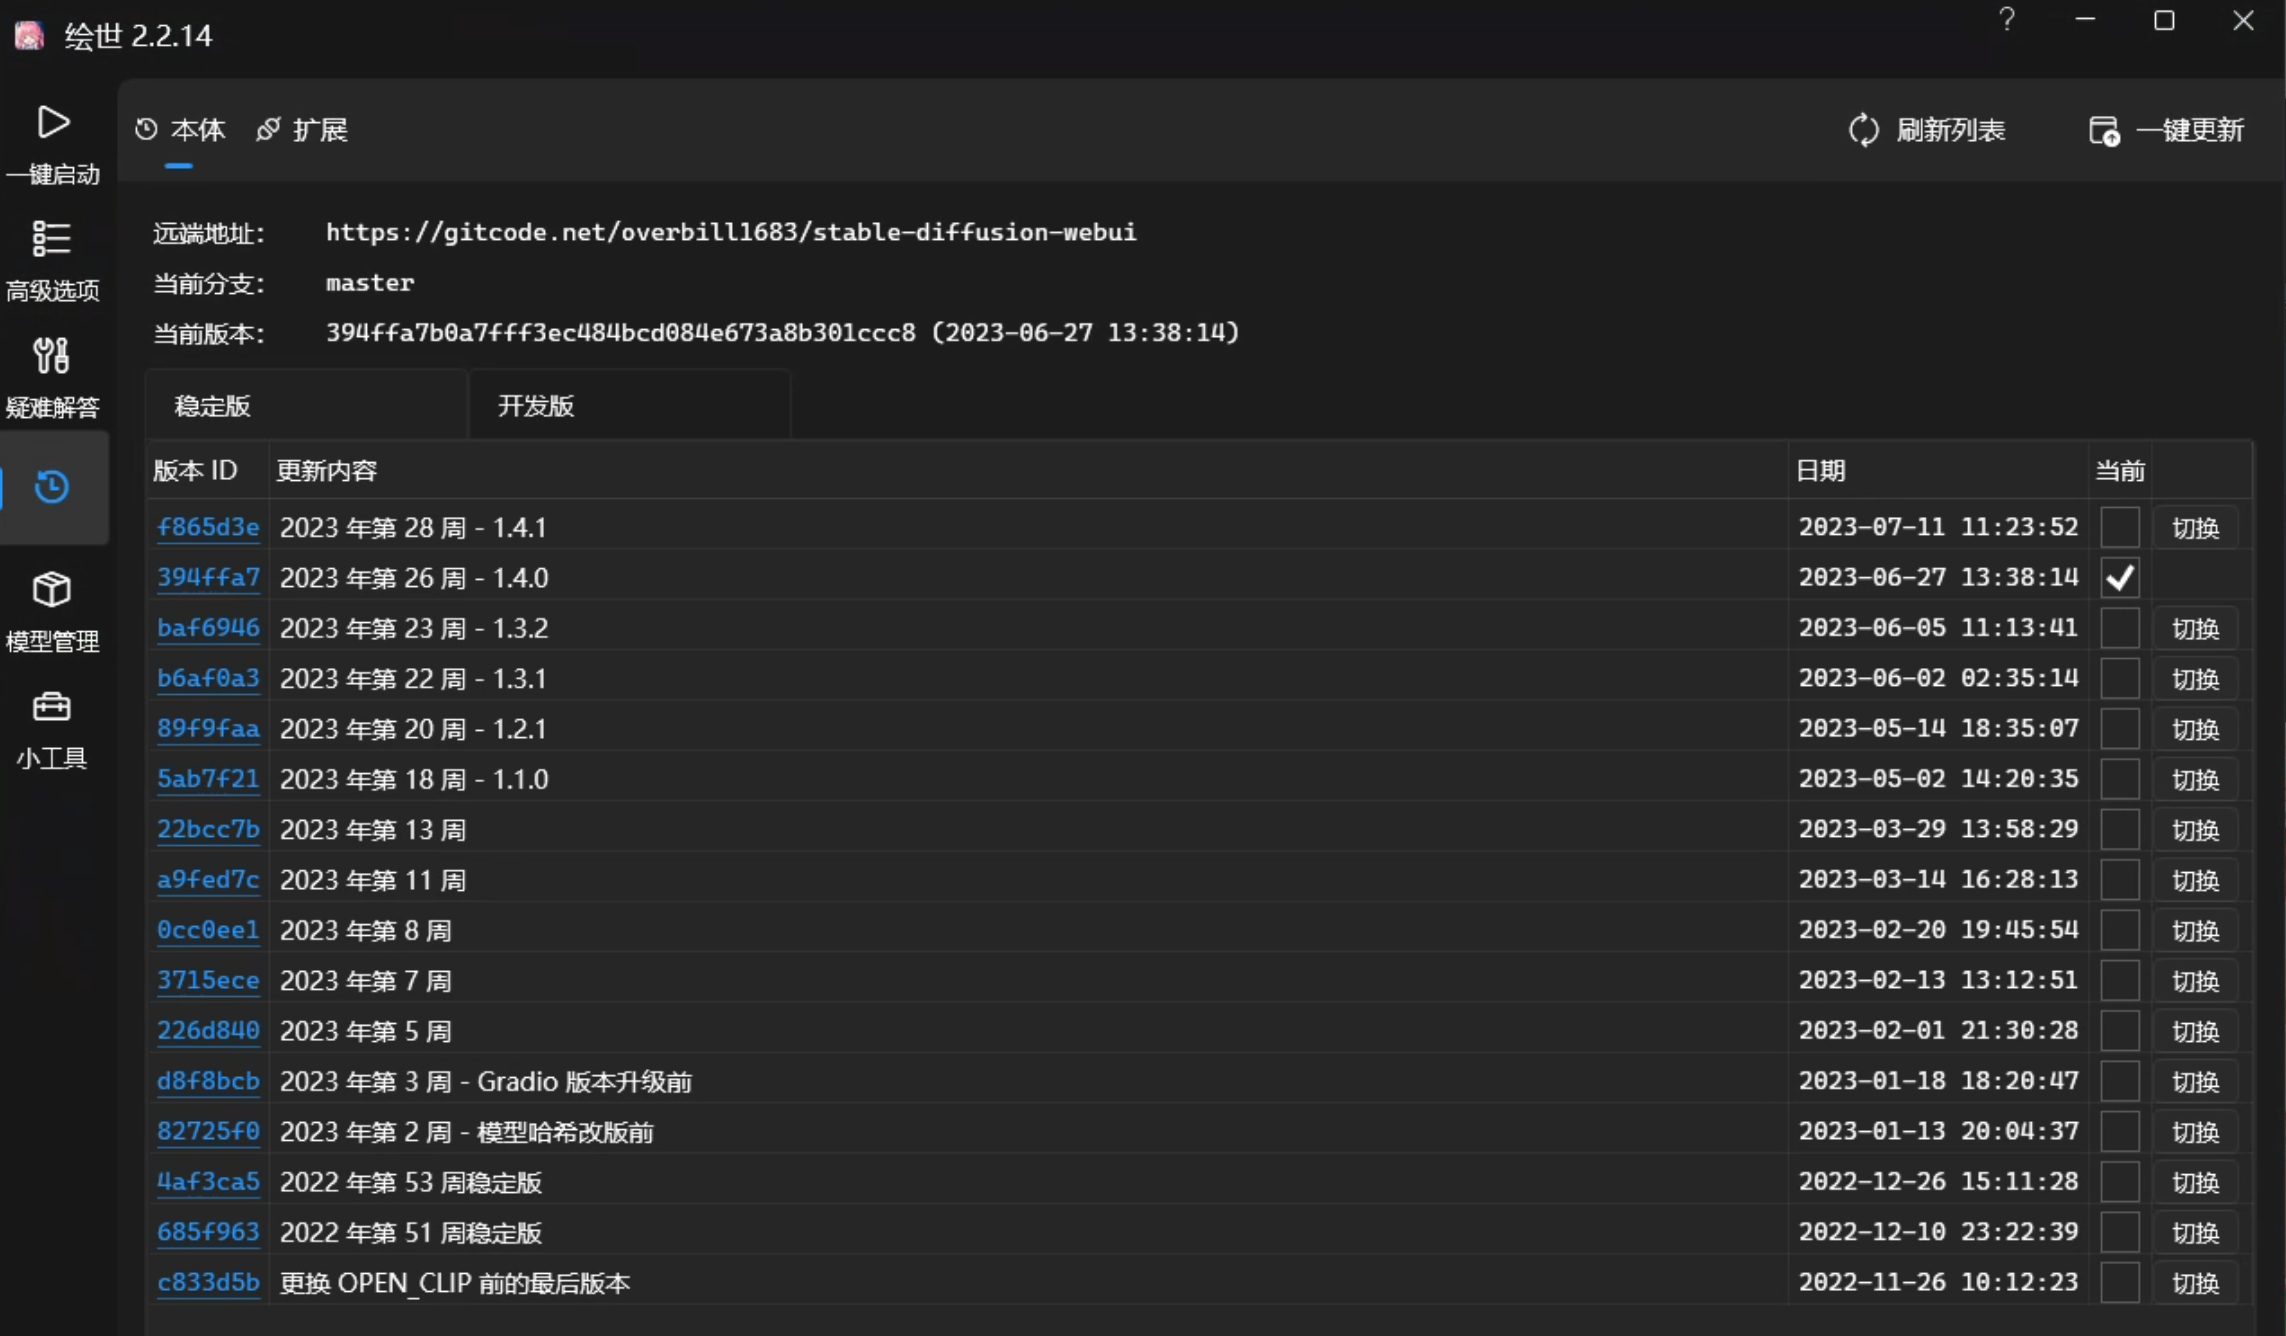 绘世 2.2.14
一键启动
高级选项
疑难解答
模型管理
小工具
本体 扩展 刷新列表 一键更新
远端地址: https://gitcode.net/overbill1683/stable-diffusion-webui
当前分支: master
当前版本: 394ffa7b0a7fff3ec484bcd084e673a8b301ccc8 (2023-06-27 13:38:14)
稳定版 开发版
版本 ID 更新内容 日期 当前
f865d3e 2023 年第 28 周 - 1.4.1 2023-07-11 11:23:52 切换
394ffa7 2023 年第 26 周 - 1.4.0 2023-06-27 13:38:14
baf6946 2023 年第 23 周 - 1.3.2 2023-06-05 11:13:41 切换
b6af0a3 2023 年第 22 周 - 1.3.1 2023-06-02 02:35:14 切换
89f9faa 2023 年第 20 周 - 1.2.1 2023-05-14 18:35:07 切换
5ab7f21 2023 年第 18 周 - 1.1.0 2023-05-02 14:20:35 切换
22bcc7b 2023 年第 13 周 2023-03-29 13:58:29 切换
a9fed7c 2023 年第 11 周 2023-03-14 16:28:13 切换
0cc0ee1 2023 年第 8 周 2023-02-20 19:45:54 切换
3715ece 2023 年第 7 周 2023-02-13 13:12:51 切换
226d840 2023 年第 5 周 2023-02-01 21:30:28 切换
d8f8bcb 2023 年第 3 周 - Gradio 版本升级前 2023-01-18 18:20:47 切换
82725f0 2023 年第 2 周 - 模型哈希改版前 2023-01-13 20:04:37 切换
4af3ca5 2022 年第 53 周稳定版 2022-12-26 15:11:28 切换
685f963 2022 年第 51 周稳定版 2022-12-10 23:22:39 切换
c833d5b 更换 OPEN_CLIP 前的最后版本 2022-11-26 10:12:23 切换